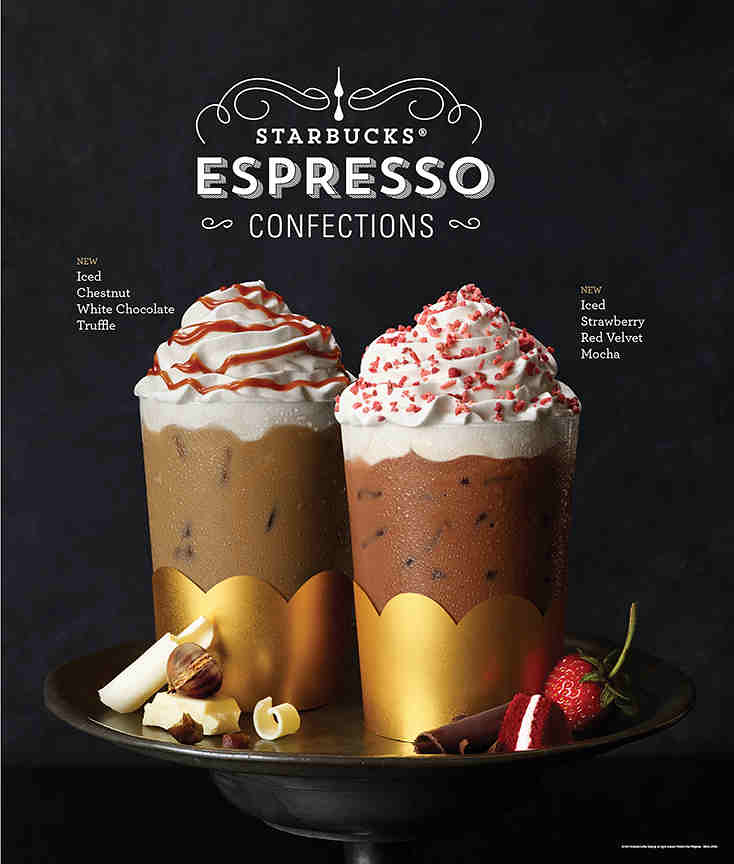 STARBUCKS®
ESPRESSO
CONFECTIONS
NEW
Iced
Chestnut
White Chocolate
Truffle
NEW
Iced
Strawberry
Red Velvet
Mocha